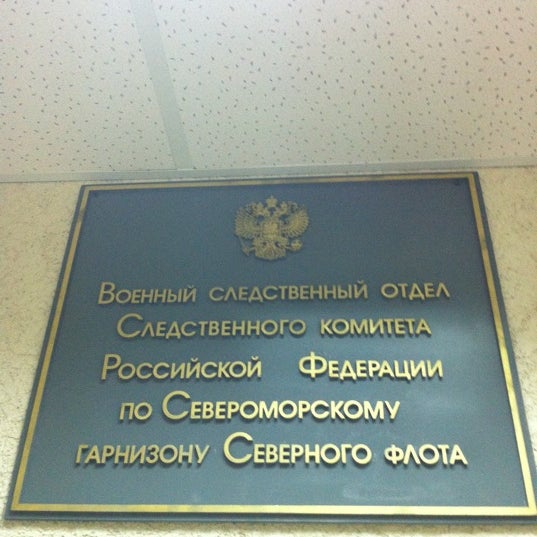 Военный следственный отдел
Следственного комитета
Российской Федерации
по Североморскому
гарнизону Северного флота